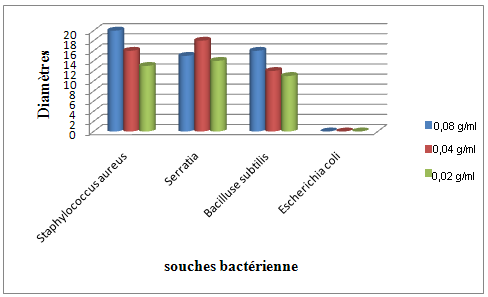 Diamètres
20
18
16
14
12
10
8
6
4
2
0
Staphylococcus aureus
Serratia
Bacilluse subtilis
Escherichia coli
souches bactérienne
0,08 g/ml
0,04 g/ml
0,02 g/ml